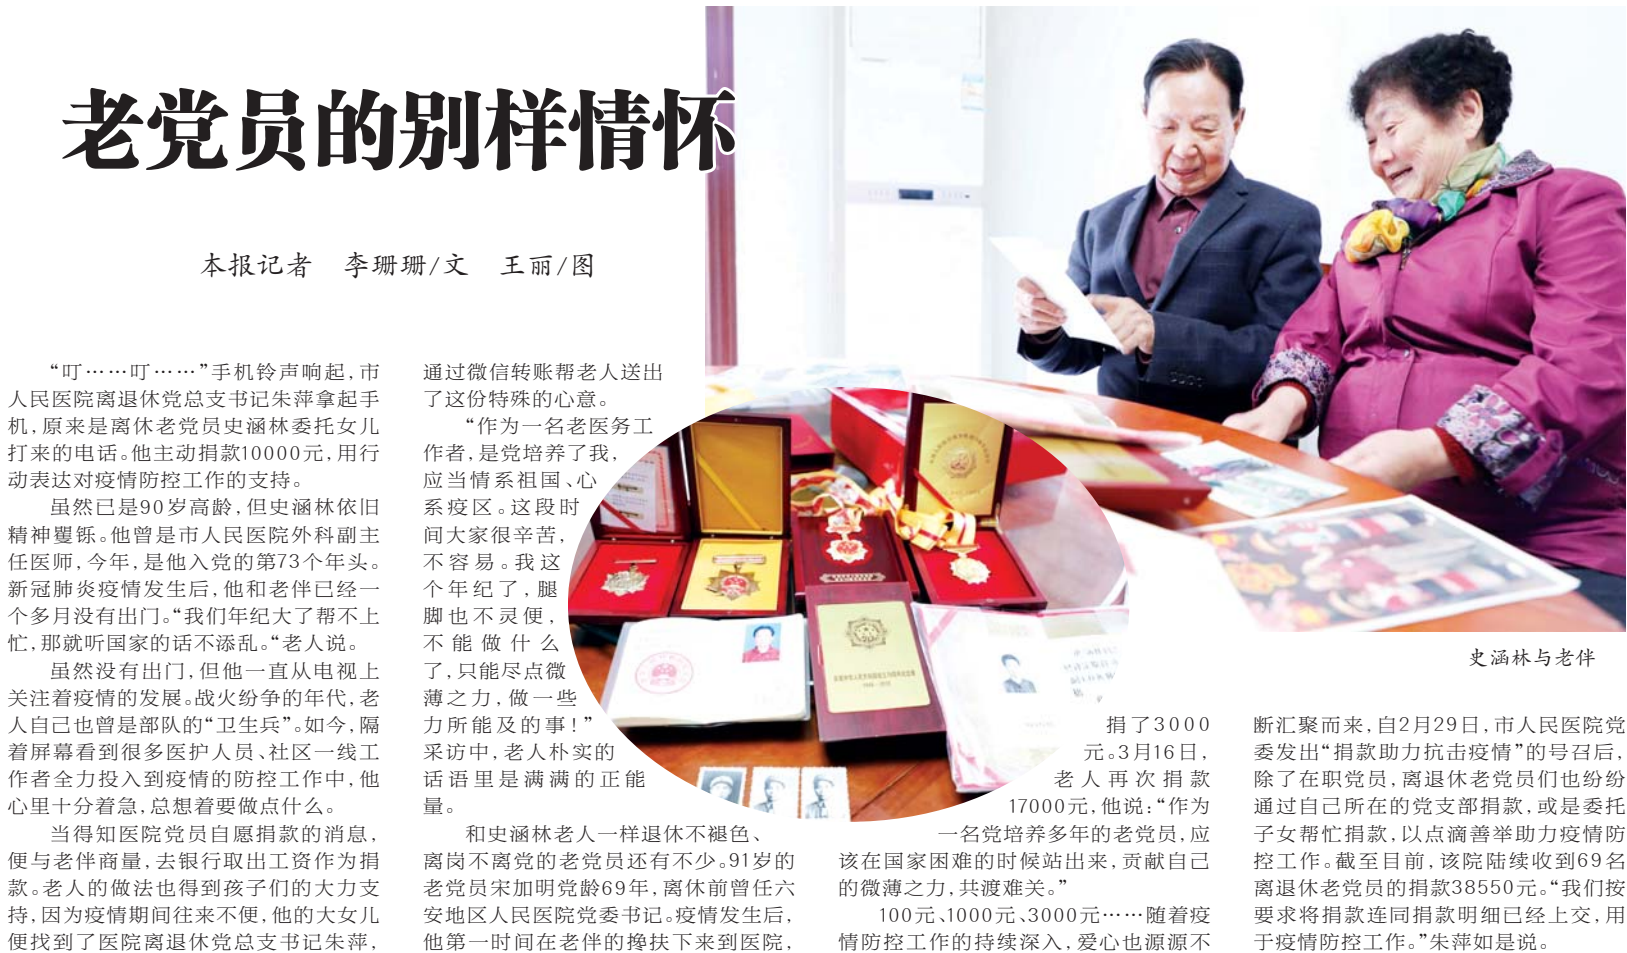 老党员的别样情怀
本报记者 李珊珊/文 王丽/图
“叮……叮……”手机铃声响起,市
人民医院离退休党总支书记朱萍拿起手
机,原来是离休老党员史涵林委托女儿
打来的电话。他主动捐款10000元,用行
动表达对疫情防控工作的支持。
虽然已是90岁高龄,但史涵林依旧
精神矍铄。他曾是市人民医院外科副主
任医师,今年,是他入党的第73个年头。
新冠肺炎疫情发生后,他和老伴已经一
个多月没有出门。“我们年纪大了帮不上
忙,那就听国家的话不添乱。“老人说。
虽然没有出门,但他一直从电视上
关注着疫情的发展。战火纷争的年代,老
人自己也曾是部队的“卫生兵”。如今,隔
着屏幕看到很多医护人员、社区一线工
作者全力投入到疫情的防控工作中,他
心里十分着急,总想着要做点什么。
当得知医院党员自愿捐款的消息,
便与老伴商量,去银行取出工资作为捐
款。老人的做法也得到孩子们的大力支
持,因为疫情期间往来不便,他的大女儿
便找到了医院离退休党总支书记朱萍,
通过微信转账帮老人送出
了这份特殊的心意。
“作为一名老医务工
作者,是党培养了我,
应当情系祖国、心
系疫区。这段时
间大家很辛苦,
不容易。我这
个年纪了,腿
脚也不灵便,
不能做什么
了,只能尽点微
薄之力,做一些
力所能及的事!”
采访中,老人朴实的
话语里是满满的正能
量。
和史涵林老人一样退休不褪色、
离岗不离党的老党员还有不少。91岁的
老党员宋加明党龄69年,离休前曾任六
安地区人民医院党委书记。疫情发生后,
他第一时间在老伴的搀扶下来到医院,
捐了3000
元。3月16日,
老人再次捐款
17000元,他说:“作为
一名党培养多年的老党员,应
该在国家困难的时候站出来,贡献自己
的微薄之力,共渡难关。”
100元、1000元、3000元……随着疫
情防控工作的持续深入,爱心也源源不
史涵林与老伴
断汇聚而来,自2月29日,市人民医院党
委发出“捐款助力抗击疫情”的号召后,
除了在职党员,离退休老党员们也纷纷
通过自己所在的党支部捐款,或是委托
子女帮忙捐款,以点滴善举助力疫情防
控工作。截至目前,该院陆续收到69名
离退休老党员的捐款38550元。“我们按
要求将捐款连同捐款明细已经上交,用
于疫情防控工作。”朱萍如是说。